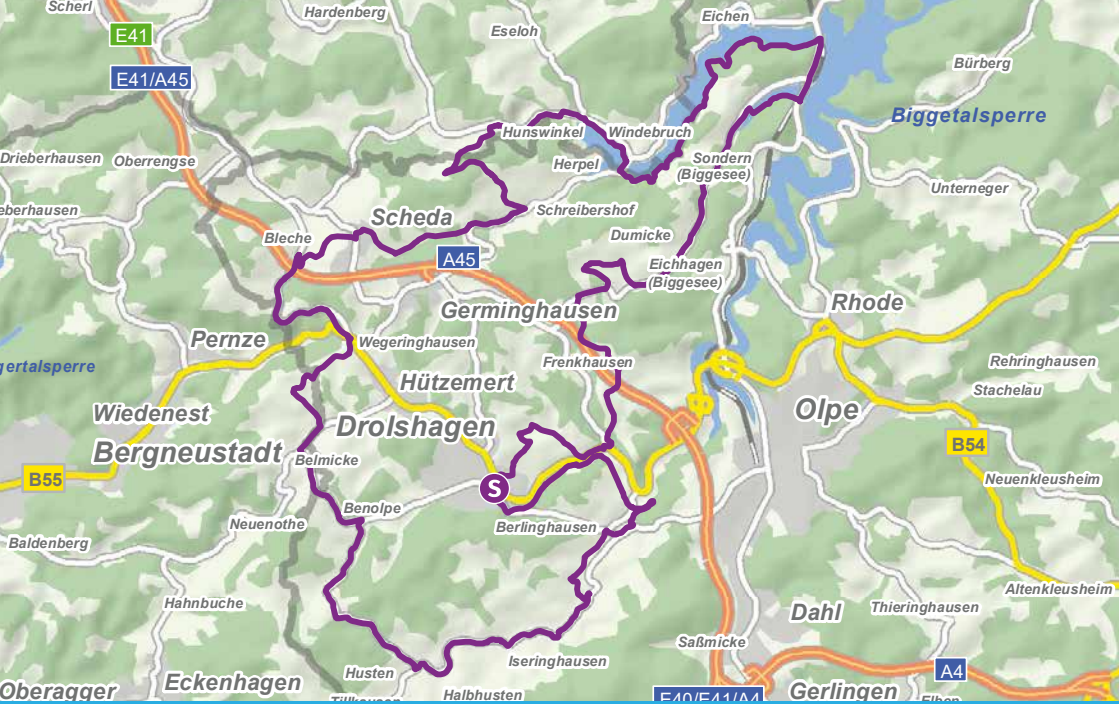 Scherl
Hardenberg
Eichen
E41
Eseloh
E41/A45
Bürberg
Biggetalsperre
Hunswinkel
Windebruch
Drieberhausen
Oberrengse
Herpel
Sondern
(Biggesee)
Unterneger
eberhausen
Scheda
Schreibershof
Bleche
Dumicke
A45
Eichhagen
(Biggesee)
Germinghausen
Rhode
Pernze
Wegeringhausen
gertalsperre
Frenkhausen
Rehringhausen
Hützemert
Stachelau
Wiedenest
Olpe
Drolshagen
Bergneustadt
B54
Belmicke
B55
Neuenkleusheim
S
Benolpe
Neuenothe
Berlinghausen
Baldenberg
Altenkleusheim
Hahnbuche
Thieringhausen
Dahl
Saßmicke
Iseringhausen
Husten
A4
Eckenhagen
Oberagger
Halbhusten
Gerlingen
E40/E41/A4
Tillkausen
Elben